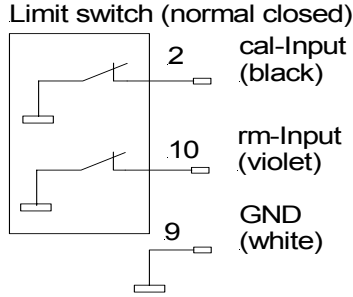 Limit switch (normal closed)
2
cal-Input
(black)
10
rm-Input
(violet)
9
GND
(white)